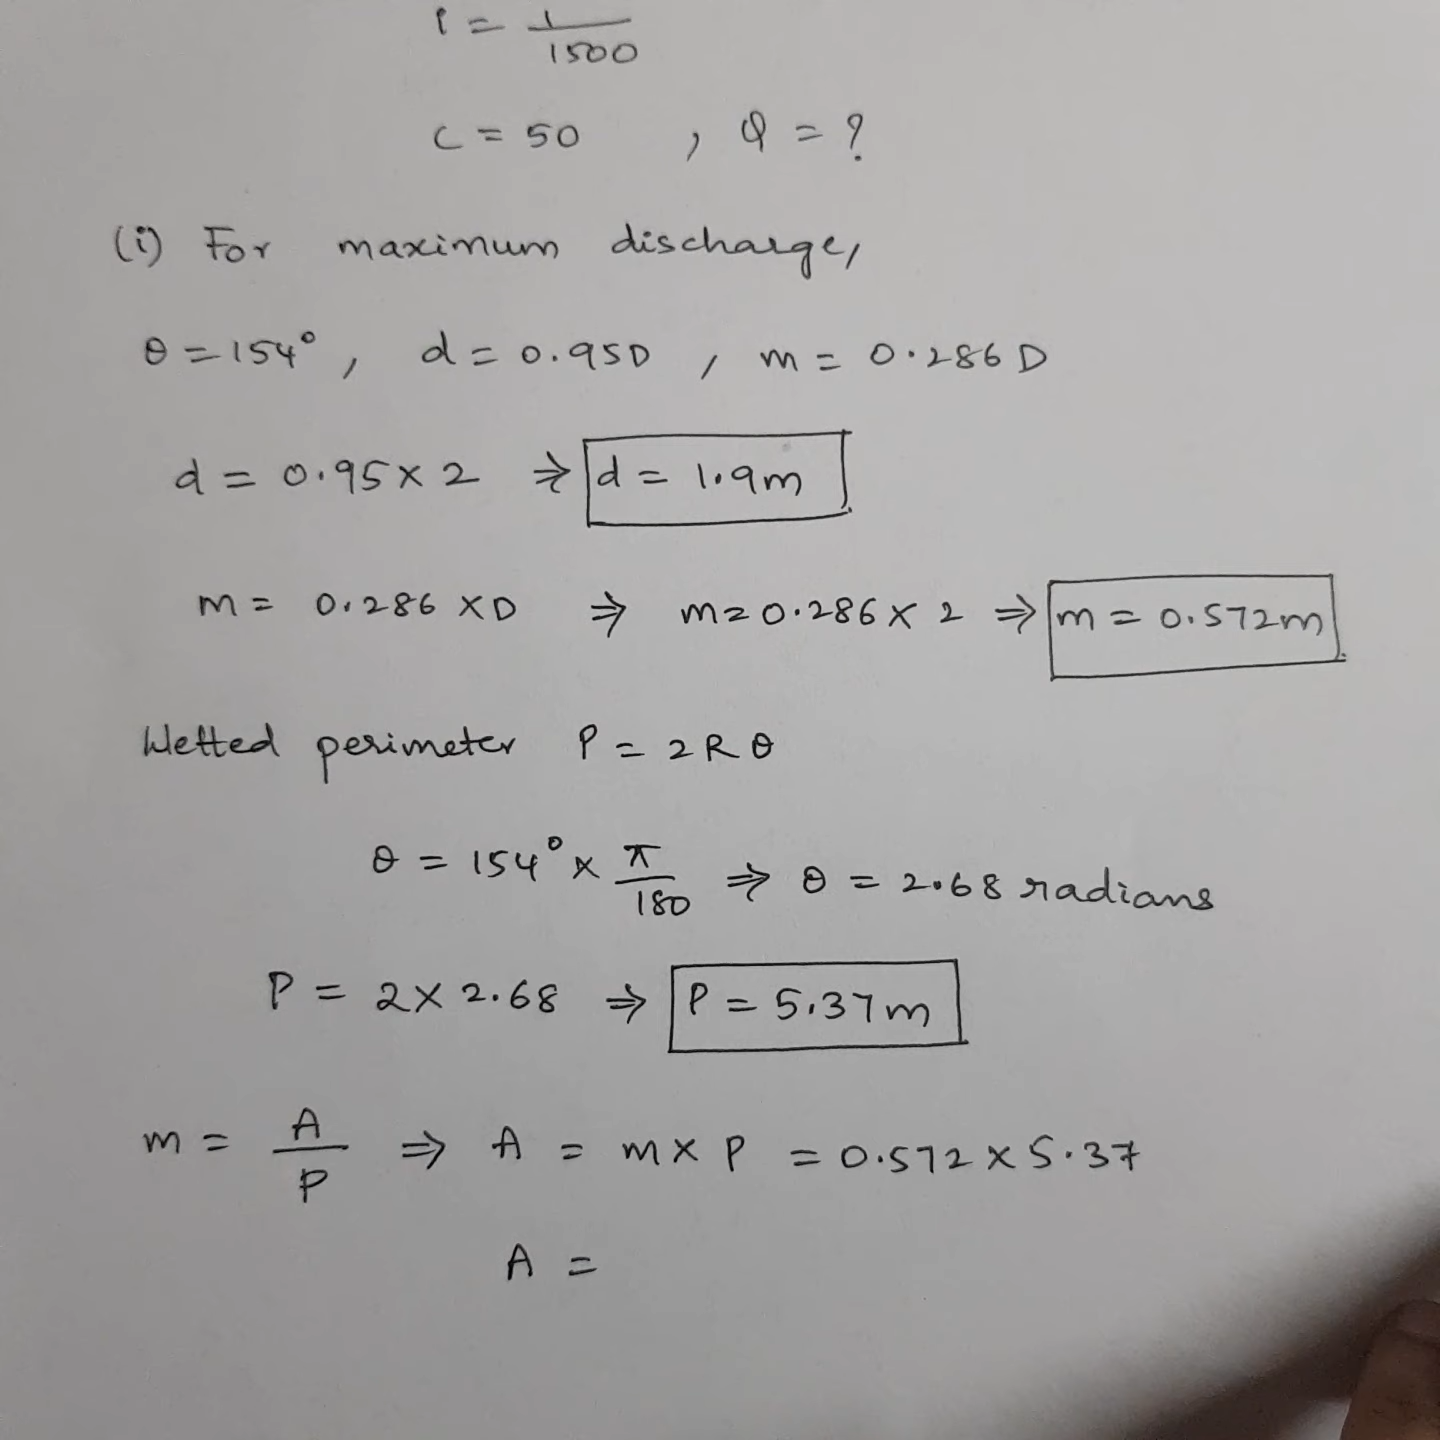 i = 1/1500
C = 50 , Q = ?
(i) For maximum discharge,
θ = 154° , d = 0.95D , m = 0.286 D
d = 0.95 × 2 ⇒ d = 1.9m
m = 0.286 × D ⇒ m = 0.286 × 2 ⇒ m = 0.572m
Wetted perimeter P = 2 R θ
θ = 154° × π/180 ⇒ θ = 2.68 radians
P = 2 × 2.68 ⇒ P = 5.37m
m = A/P ⇒ A = m × P = 0.572 × 5.37
A =